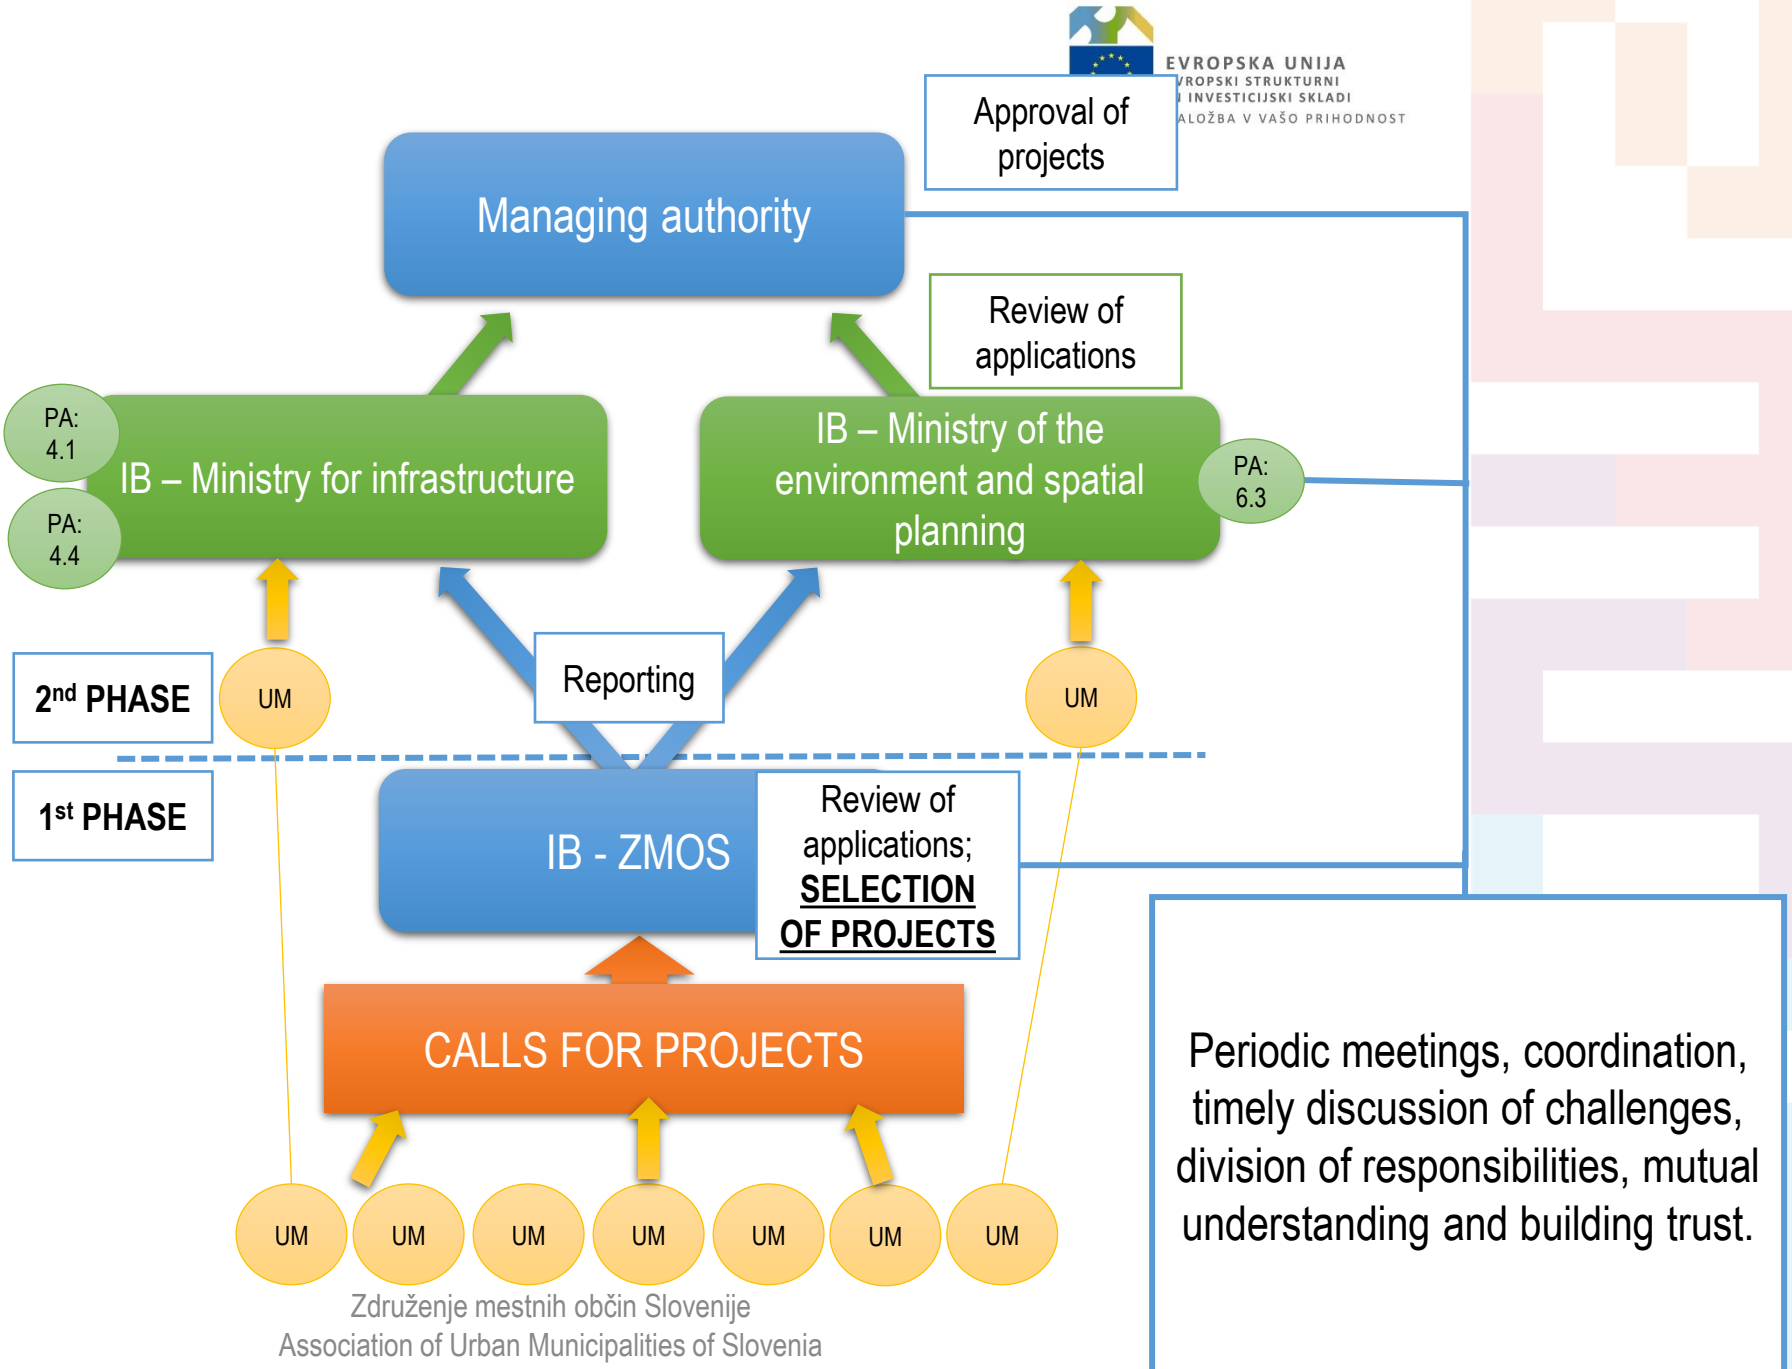 EVROPSKA UNIJA
VROPSKI STRUKTURNI
INVESTICIJSKI SKLADI
ALOŽBA V VAŠO PRIHODNOST
Approval of
projects
Managing authority
Review of
applications
PA:
4.1
IB – Ministry for infrastructure
PA:
4.4
IB – Ministry of the
environment and spatial
planning
PA:
6.3
2nd PHASE
UM
Reporting
UM
1st PHASE
IB - ZMOS
Review of
applications;
SELECTION
OF PROJECTS
CALLS FOR PROJECTS
Periodic meetings, coordination,
timely discussion of challenges,
division of responsibilities, mutual
understanding and building trust.
UM UM UM UM UM UM UM
Združenje mestnih občin Slovenije
Association of Urban Municipalities of Slovenia